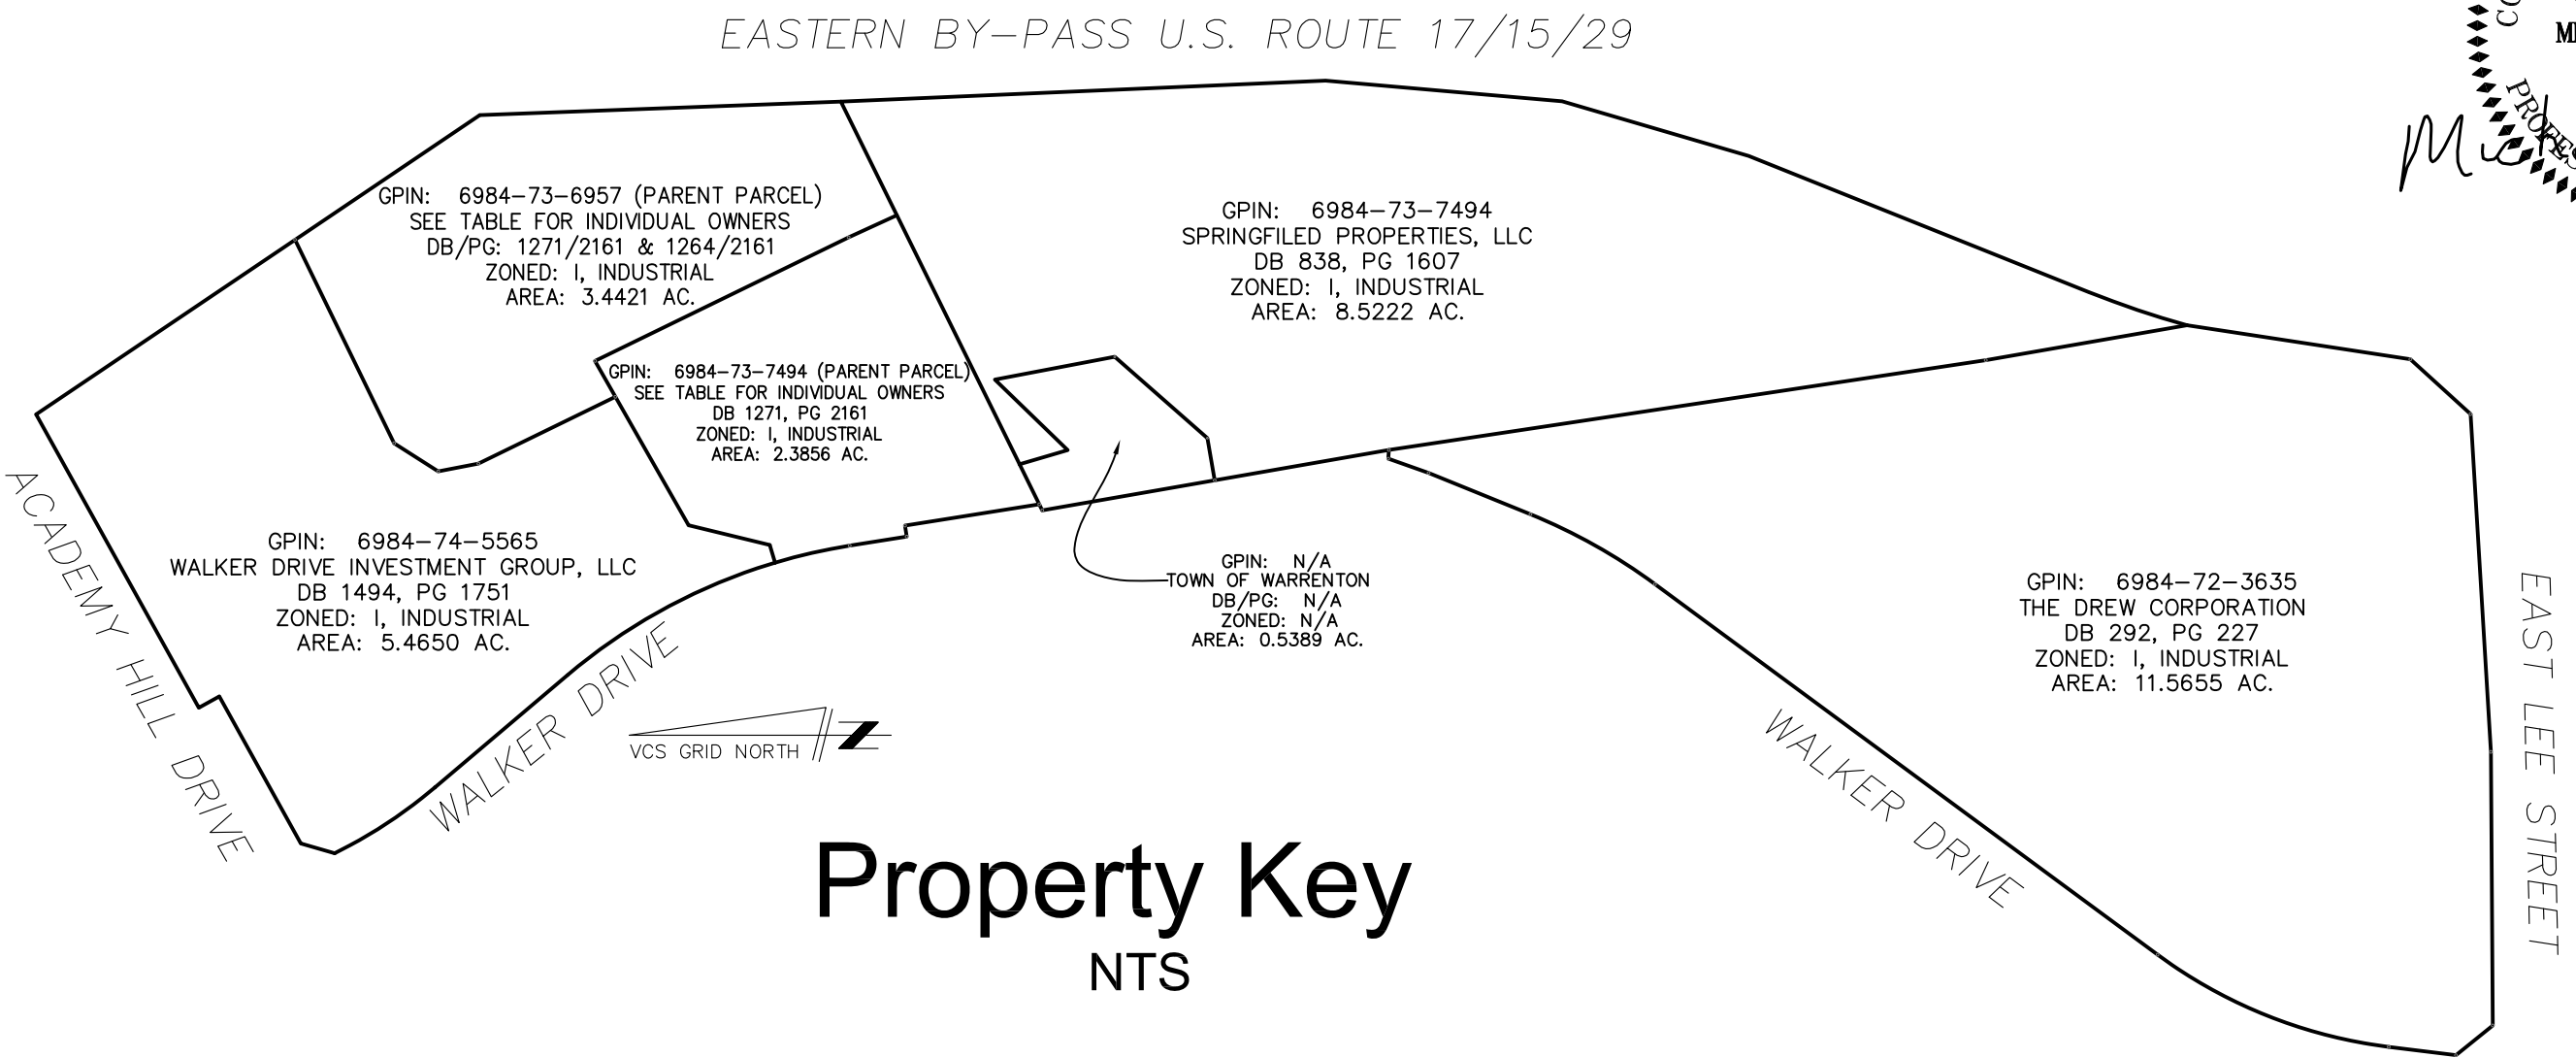 EASTERN BY-PASS U.S. ROUTE 17/15/29
GPIN: 6984-73-6957 (PARENT PARCEL)
SEE TABLE FOR INDIVIDUAL OWNERS
DB/PG: 1271/2161 & 1264/2161
ZONED: I, INDUSTRIAL
AREA: 3.4421 AC.
GPIN: 6984-73-7494
SPRINGFILED PROPERTIES, LLC
DB 838, PG 1607
ZONED: I, INDUSTRIAL
AREA: 8.5222 AC.
GPIN: 6984-73-7494 (PARENT PARCEL)
SEE TABLE FOR INDIVIDUAL OWNERS
DB 1271, PG 2161
ZONED: I, INDUSTRIAL
AREA: 2.3856 AC.
ACADEMY HILL DRIVE
GPIN: 6984-74-5565
WALKER DRIVE INVESTMENT GROUP, LLC
DB 1494, PG 1751
ZONED: I, INDUSTRIAL
AREA: 5.4650 AC.
WALKER DRIVE
GPIN: N/A
TOWN OF WARRENTON
DB/PG: N/A
ZONED: N/A
AREA: 0.5389 AC.
GPIN: 6984-72-3635
THE DREW CORPORATION
DB 292, PG 227
ZONED: I, INDUSTRIAL
AREA: 11.5655 AC.
EAST LEE STREET
WALKER DRIVE
VCS GRID NORTH
N
Property Key
NTS